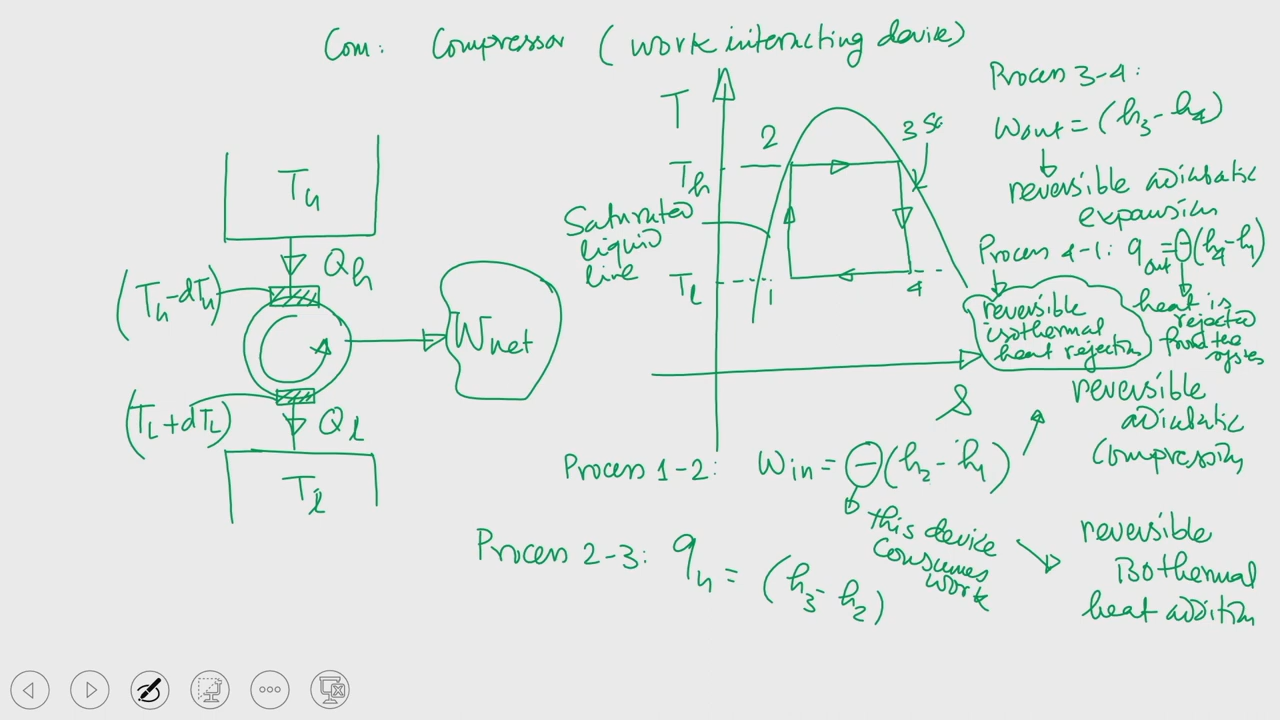 Com: Compressor (work interacting device)
T
2
3 Sc
Th
Saturated
liquid
line
Tl
1
4
S
Process 3-4:
Wout = (h3 - h4)
reversible adiabatic
expansion
Process 4-1: qout = -(h4 - h1)
reversible
isothermal
heat rejection
heat is
rejected
from the
system
Th
Qh
(Th - dTh)
Wnet
(TL + dTL)
Ql
Tl
Process 1-2: Win = -(h2 - h1)
reversible
adiabatic
compression
this device
consumes
work
Process 2-3: qh = (h3 - h2)
reversible
Isothermal
heat addition